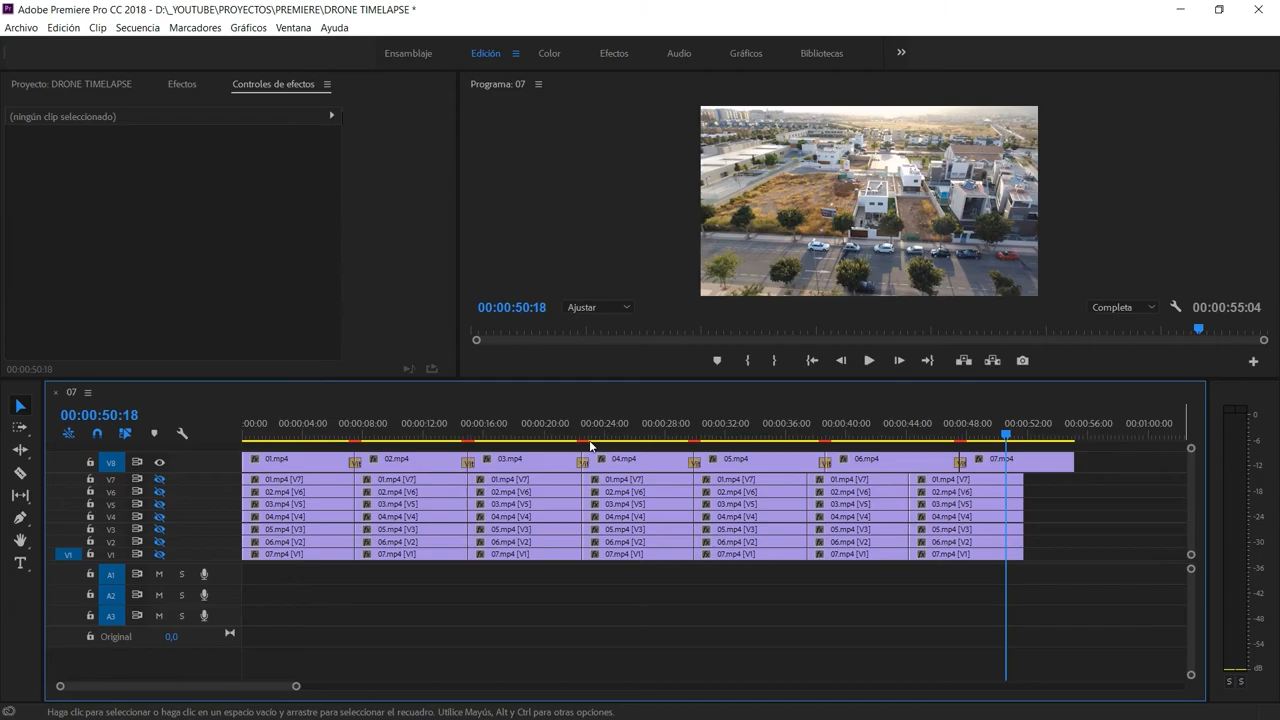 Adobe Premiere Pro CC 2018 - D:\_YOUTUBE\PROYECTOS\PREMIERE\DRONE TIMELAPSE *
Archivo Edición Clip Secuencia Marcadores Gráficos Ventana Ayuda
Ensamblaje Edición Color Efectos Audio Gráficos Bibliotecas
Proyecto: DRONE TIMELAPSE Efectos Controles de efectos
Programa: 07
(ningún clip seleccionado)
00:00:50:18 Ajustar Completa 00:00:55:04
00:00:50:18
07
00:00:50:18
:00:00 00:00:04:00 00:00:08:00 00:00:12:00 00:00:16:00 00:00:20:00 00:00:24:00 00:00:28:00 00:00:32:00 00:00:36:00 00:00:40:00 00:00:44:00 00:00:48:00 00:00:52:00 00:00:56:00 00:01:00:00
V8 01.mp4 02.mp4 03.mp4 04.mp4 05.mp4 06.mp4 07.mp4
V7 01.mp4 [V7] 01.mp4 [V7] 01.mp4 [V7] 01.mp4 [V7] 01.mp4 [V7] 01.mp4 [V7] 01.mp4 [V7]
V6 02.mp4 [V6] 02.mp4 [V6] 02.mp4 [V6] 02.mp4 [V6] 02.mp4 [V6] 02.mp4 [V6] 02.mp4 [V6]
V5 03.mp4 [V5] 03.mp4 [V5] 03.mp4 [V5] 03.mp4 [V5] 03.mp4 [V5] 03.mp4 [V5] 03.mp4 [V5]
V4 04.mp4 [V4] 04.mp4 [V4] 04.mp4 [V4] 04.mp4 [V4] 04.mp4 [V4] 04.mp4 [V4] 04.mp4 [V4]
V3 05.mp4 [V3] 05.mp4 [V3] 05.mp4 [V3] 05.mp4 [V3] 05.mp4 [V3] 05.mp4 [V3] 05.mp4 [V3]
V2 06.mp4 [V2] 06.mp4 [V2] 06.mp4 [V2] 06.mp4 [V2] 06.mp4 [V2] 06.mp4 [V2] 06.mp4 [V2]
V1 V1 07.mp4 [V1] 07.mp4 [V1] 07.mp4 [V1] 07.mp4 [V1] 07.mp4 [V1] 07.mp4 [V1] 07.mp4 [V1]
A1 M S
A2 M S
A3 M S
Original 0,0
0
-6
-12
-18
-24
-30
-36
-42
-48
-54
dB
S S
Haga clic para seleccionar o haga clic en un espacio vacío y arrastre para seleccionar el recuadro. Utilice Mayús, Alt y Ctrl para otras opciones.